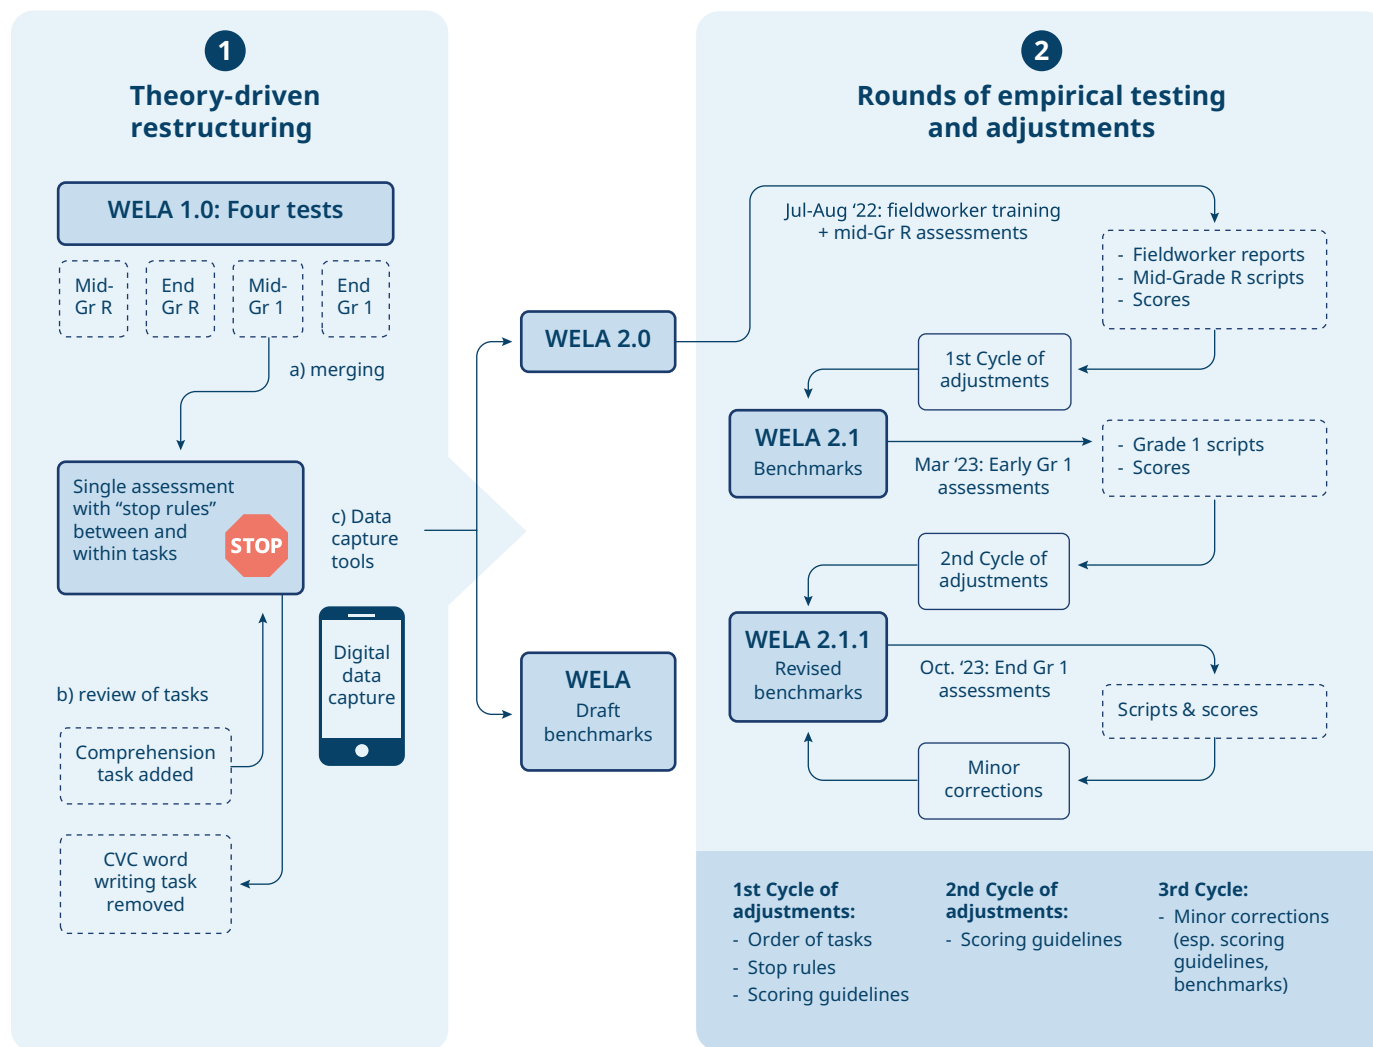 1
Theory-driven
restructuring
WELA 1.0: Four tests
Mid-
Gr R
End
Gr R
Mid-
Gr 1
End
Gr 1
a) merging
Single assessment
with “stop rules”
between and
within tasks
STOP
c) Data
capture
tools
Digital
data
capture
b) review of tasks
Comprehension
task added
CVC word
writing task
removed
WELA 2.0
WELA
Draft
benchmarks
2
Rounds of empirical testing
and adjustments
Jul-Aug ‘22: fieldworker training
+ mid-Gr R assessments
- Fieldworker reports
- Mid-Grade R scripts
- Scores
1st Cycle of
adjustments
WELA 2.1
Benchmarks
Mar ‘23: Early Gr 1
assessments
- Grade 1 scripts
- Scores
2nd Cycle of
adjustments
WELA 2.1.1
Revised
benchmarks
Oct. ‘23: End Gr 1
assessments
Scripts & scores
Minor
corrections
1st Cycle of
adjustments:
- Order of tasks
- Stop rules
- Scoring guidelines
2nd Cycle of
adjustments:
- Scoring guidelines
3rd Cycle:
- Minor corrections
(esp. scoring
guidelines,
benchmarks)